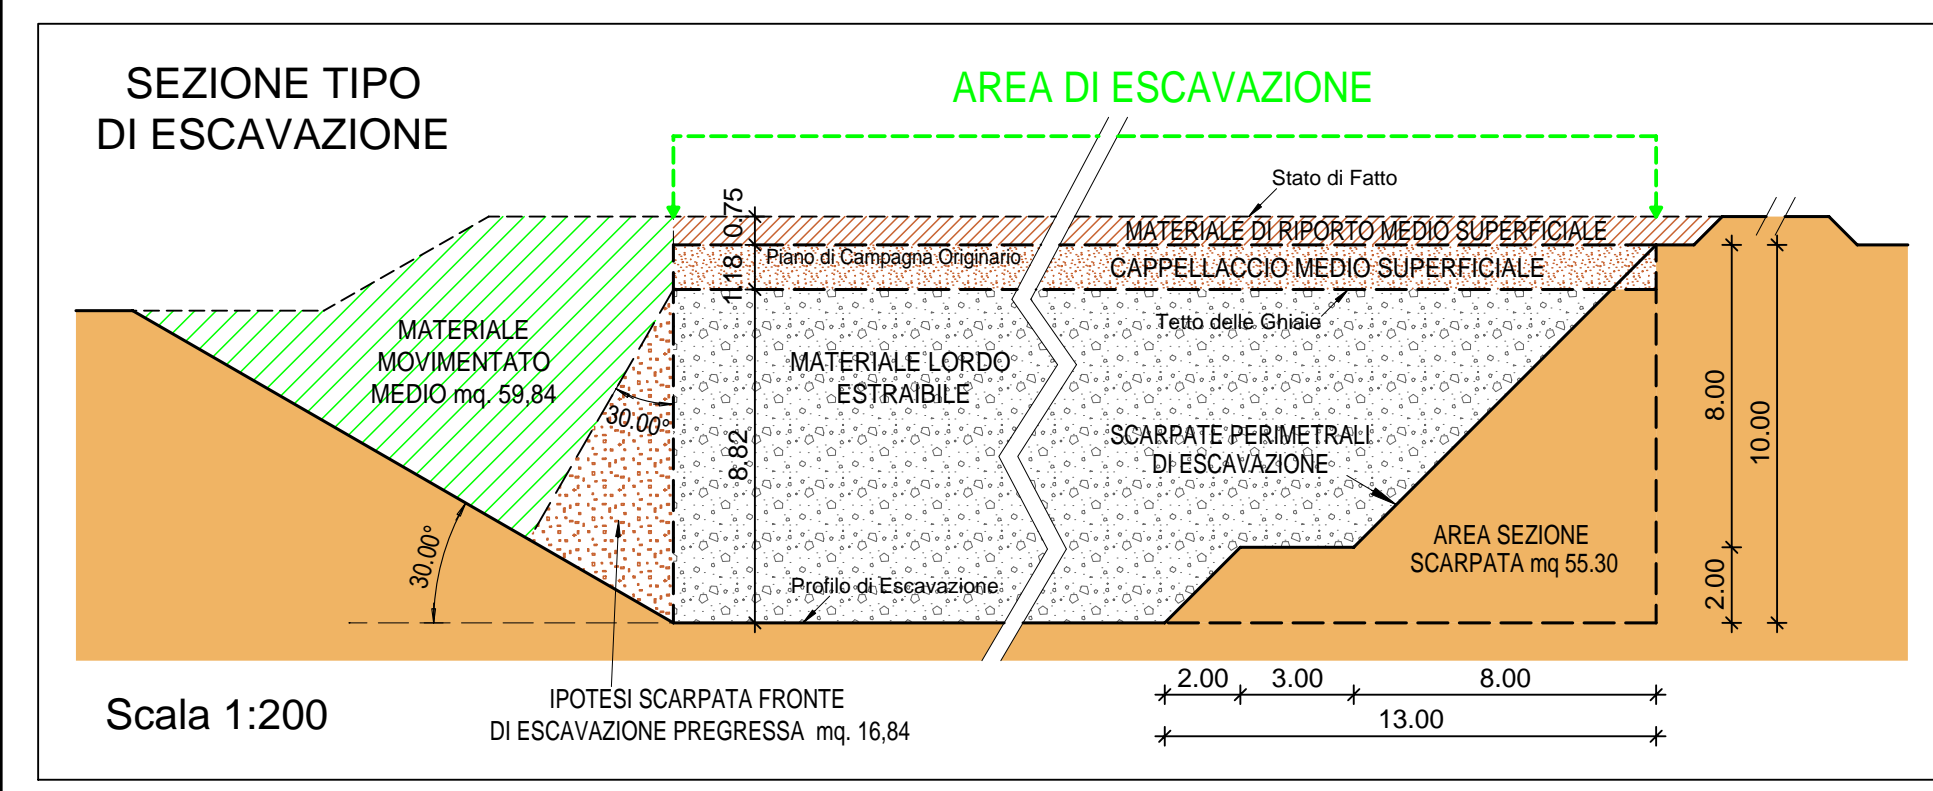 SEZIONE TIPO
DI ESCAVAZIONE
AREA DI ESCAVAZIONE
Stato di Fatto
0.75
MATERIALE DI RIPORTO MEDIO SUPERFICIALE
Piano di Campagna Originario
1.18
CAPPELLACCIO MEDIO SUPERFICIALE
Tetto delle Ghiaie
MATERIALE
MOVIMENTATO
MEDIO mq. 59,84
30.00°
MATERIALE LORDO
ESTRAIBILE
8.82
SCARPATE PERIMETRALI
DI ESCAVAZIONE
8.00
10.00
30.00°
AREA SEZIONE
SCARPATA mq 55.30
Profilo di Escavazione
2.00
2.00
3.00
8.00
13.00
IPOTESI SCARPATA FRONTE
DI ESCAVAZIONE PREGRESSA mq. 16,84
Scala 1:200